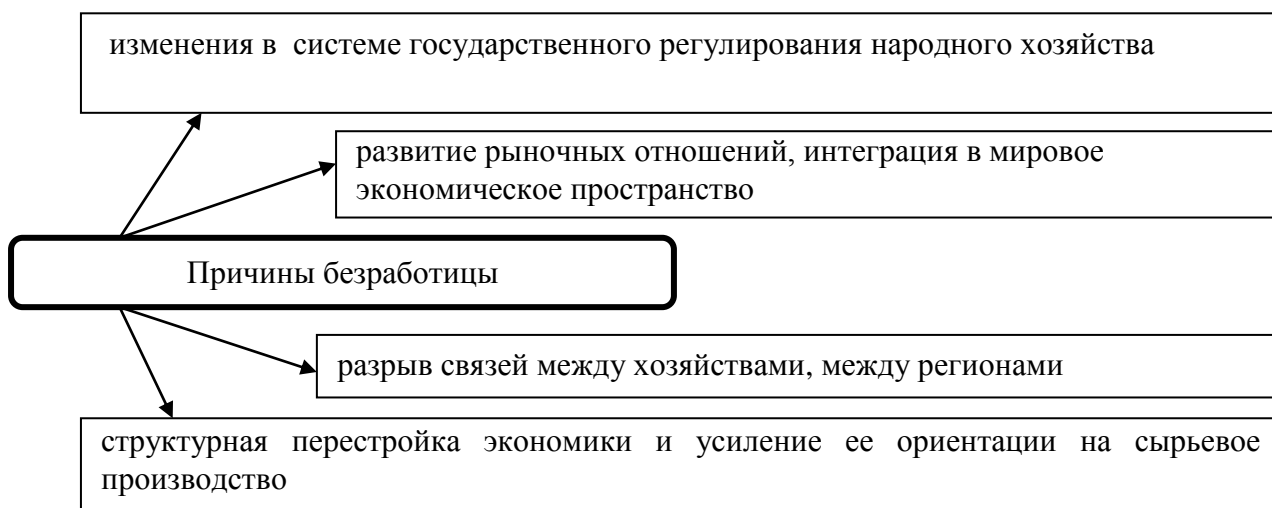 изменения в системе государственного регулирования народного хозяйства
развитие рыночных отношений, интеграция в мировое
экономическое пространство
Причины безработицы
разрыв связей между хозяйствами, между регионами
структурная перестройка экономики и усиление ее ориентации на сырьевое
производство